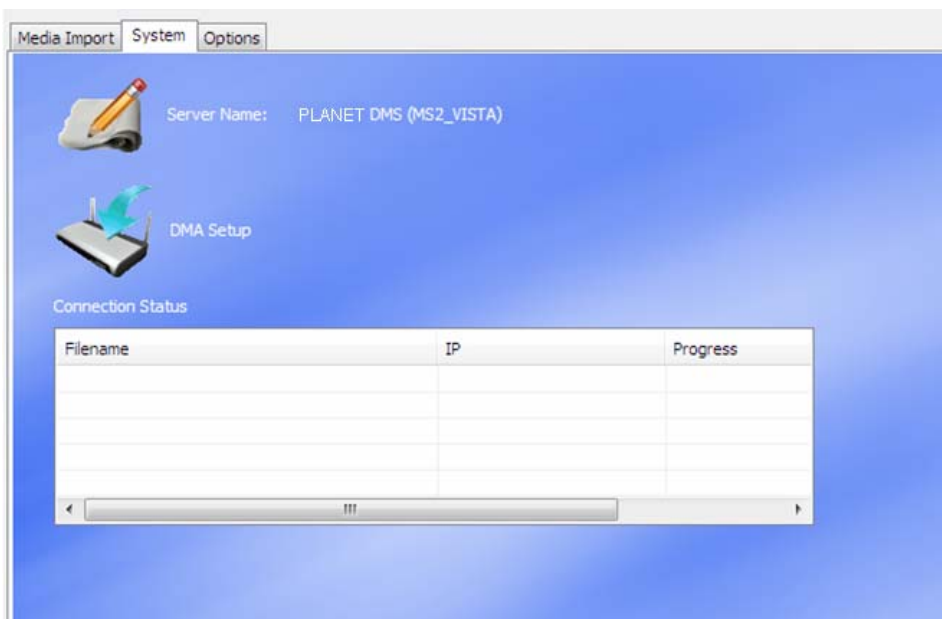 Media Import System Options
Server Name: PLANET DMS (MS2_VISTA)
DMA Setup
Connection Status
Filename IP Progress